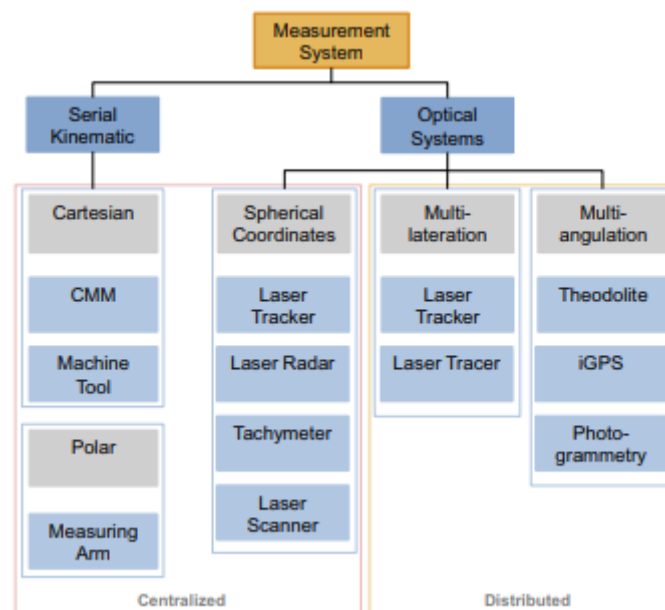 Measurement
System
Serial
Kinematic
Optical
Systems
Cartesian
CMM
Machine
Tool
Polar
Measuring
Arm
Spherical
Coordinates
Laser
Tracker
Laser Radar
Tachymeter
Laser
Scanner
Multi-
lateration
Laser
Tracker
Laser Tracer
Multi-
angulation
Theodolite
iGPS
Photo-
grammetry
Centralized
Distributed